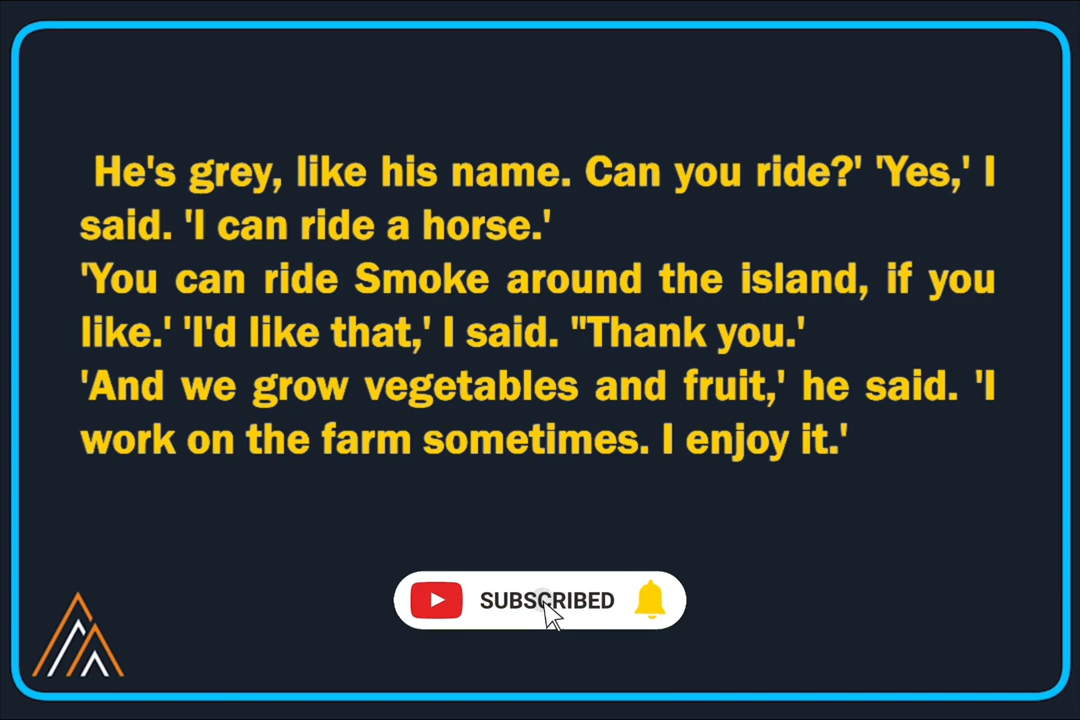 He's grey, like his name. Can you ride?' 'Yes,' I
said. 'I can ride a horse.'
'You can ride Smoke around the island, if you
like.' 'I'd like that,' I said. "Thank you.'
'And we grow vegetables and fruit,' he said. 'I
work on the farm sometimes. I enjoy it.'
SUBSCRIBED